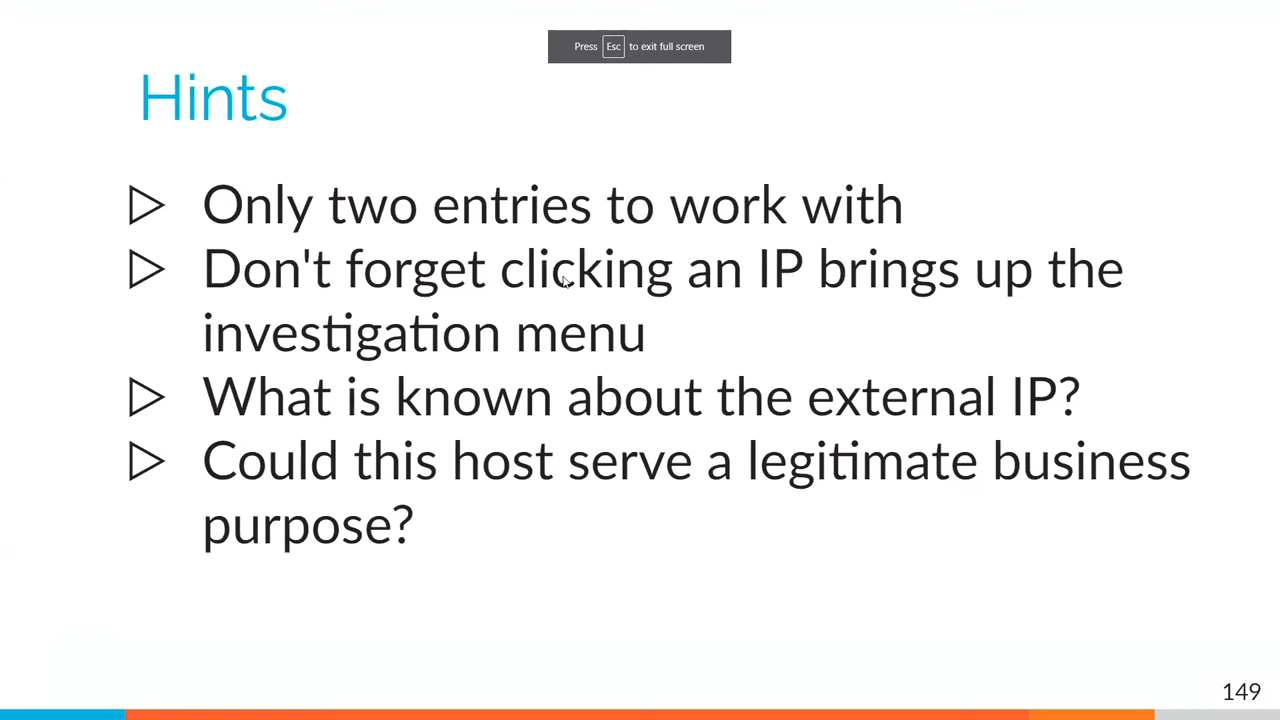 Press Esc to exit full screen
Hints
Only two entries to work with
Don't forget clicking an IP brings up the
investigation menu
What is known about the external IP?
Could this host serve a legitimate business
purpose?
149